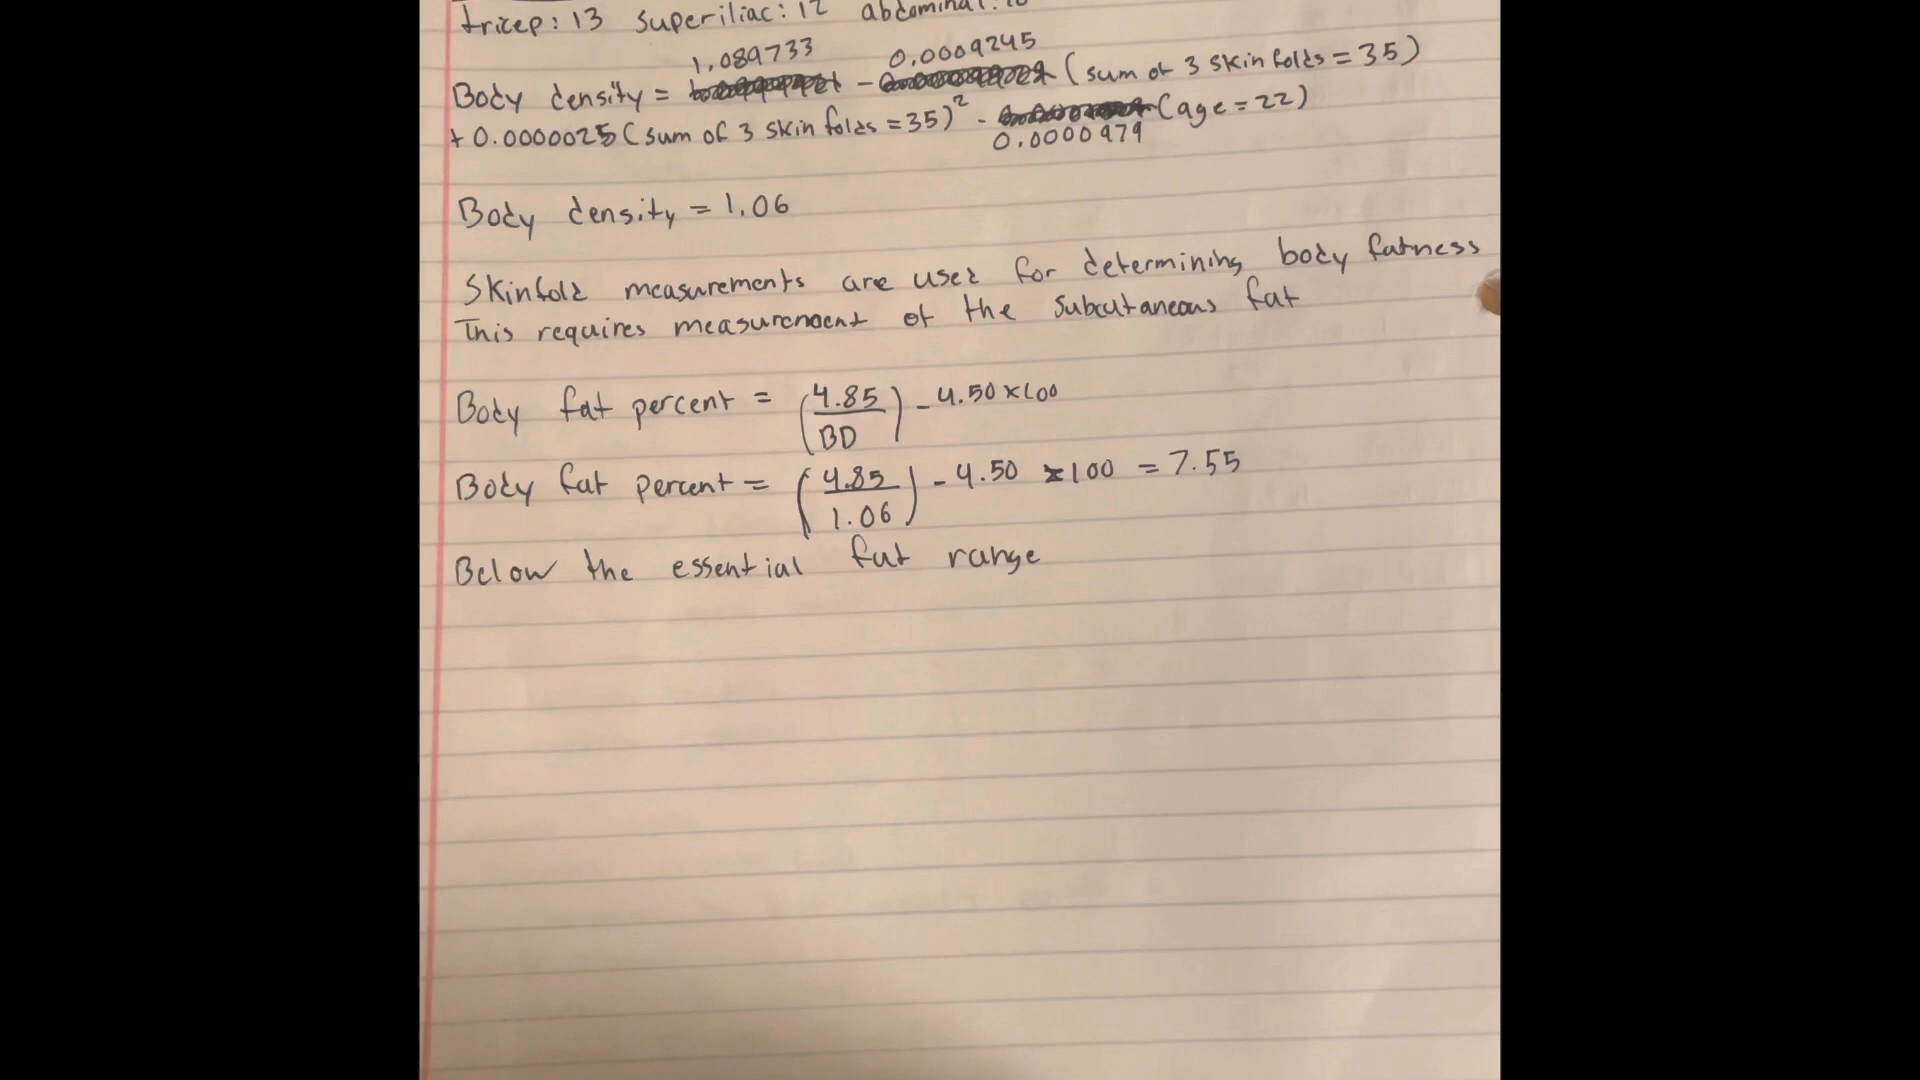 tricep: 13 superiliac: 12 abdominal: 10
1.089733 0.0009245
Body density = - (sum of 3 skin folds = 35)
+ 0.0000025 (sum of 3 skin folds = 35)² - (age = 22)
0.0000979
Body density = 1.06
Skinfold measurements are used for determining body fatness
This requires measurement of the subcutaneous fat
Body fat percent = (4.85/BD) - 4.50 x 100
Body fat percent = (4.85/1.06) - 4.50 x 100 = 7.55
Below the essential fat range